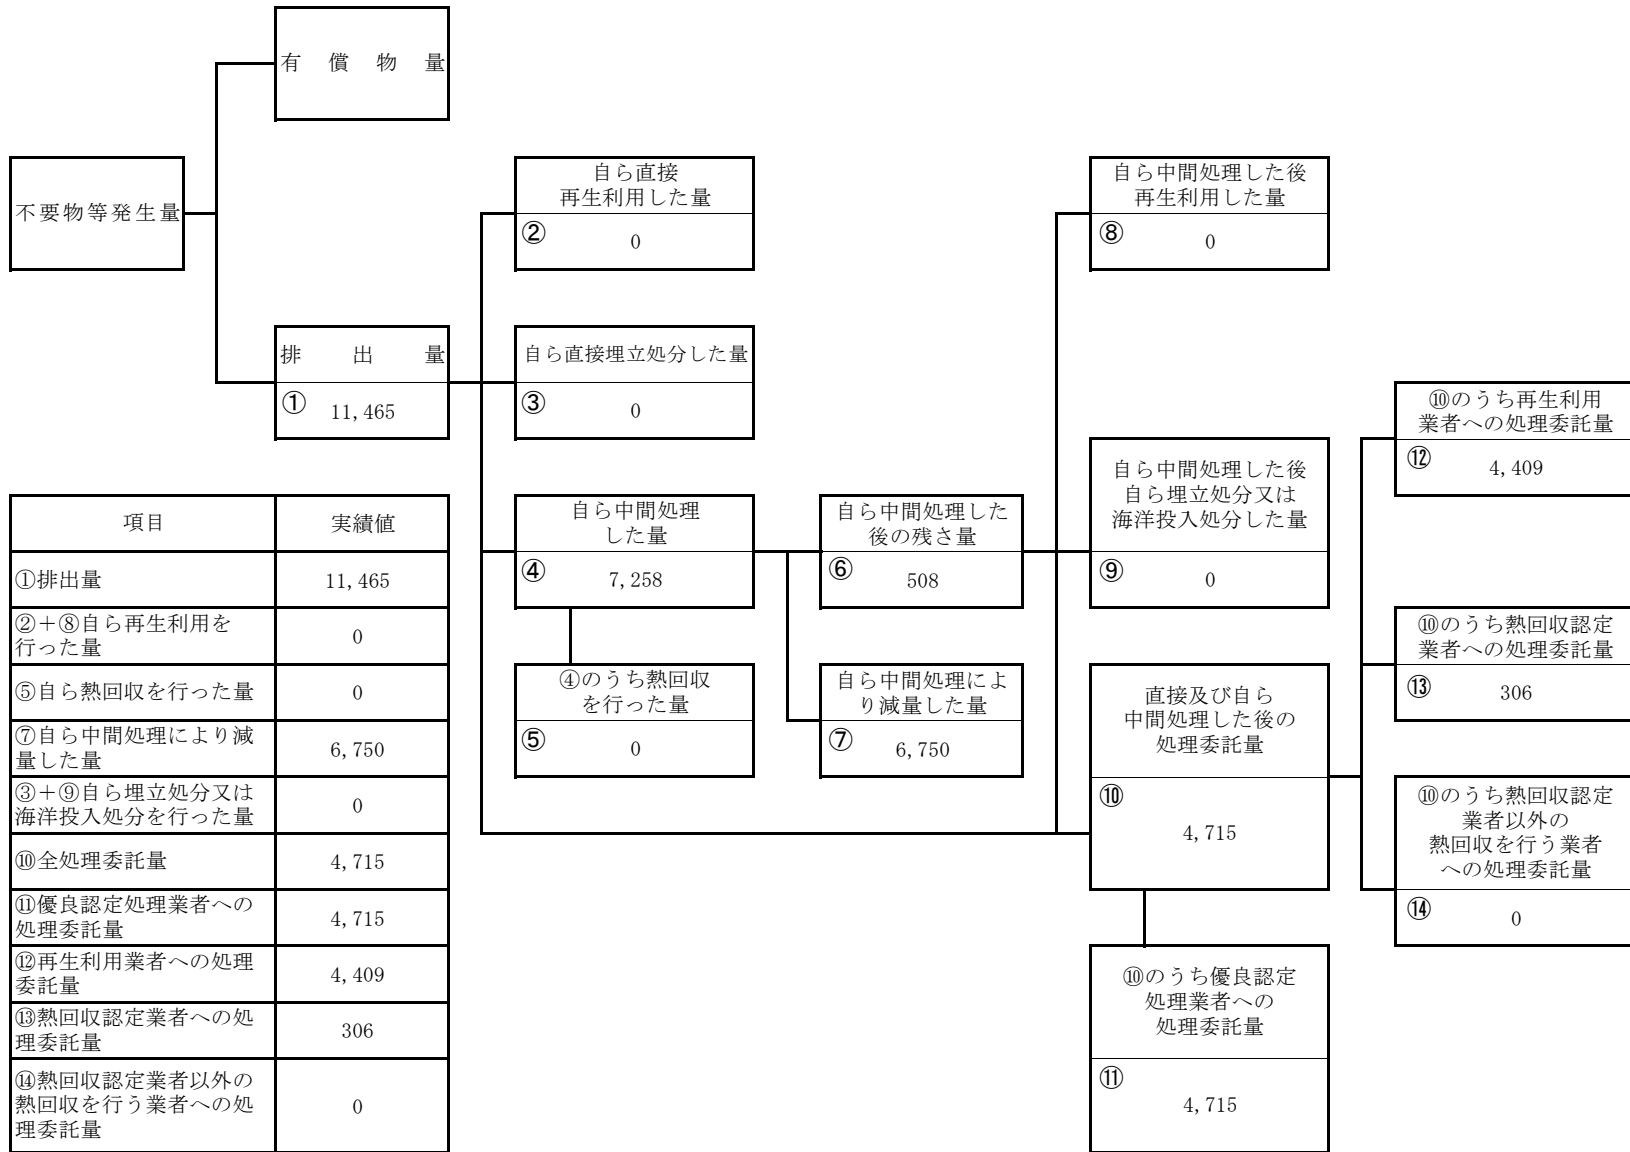 有償物量
不要物等発生量
自ら直接
再生利用した量
② 0
自ら中間処理した後
再生利用した量
⑧ 0
排出量
① 11,465
自ら直接埋立処分した量
③ 0
⑩のうち再生利用
業者への処理委託量
⑫ 4,409
自ら中間処理
した量
④ 7,258
自ら中間処理した
後の残さ量
⑥ 508
自ら中間処理した後
自ら埋立処分又は
海洋投入処分した量
⑨ 0
⑩のうち熱回収認定
業者への処理委託量
⑬ 306
④のうち熱回収
を行った量
⑤ 0
自ら中間処理によ
り減量した量
⑦ 6,750
直接及び自ら
中間処理した後の
処理委託量
⑩
4,715
⑩のうち熱回収認定
業者以外の
熱回収を行う業者
への処理委託量
⑭ 0
⑩のうち優良認定
処理業者への
処理委託量
⑪
4,715
項目 実績値
①排出量 11,465
②＋⑧自ら再生利用を
行った量 0
⑤自ら熱回収を行った量 0
⑦自ら中間処理により減
量した量 6,750
③＋⑨自ら埋立処分又は
海洋投入処分を行った量 0
⑩全処理委託量 4,715
⑪優良認定処理業者への
処理委託量 4,715
⑫再生利用業者への処理
委託量 4,409
⑬熱回収認定業者への処
理委託量 306
⑭熱回収認定業者以外の
熱回収を行う業者への処
理委託量 0